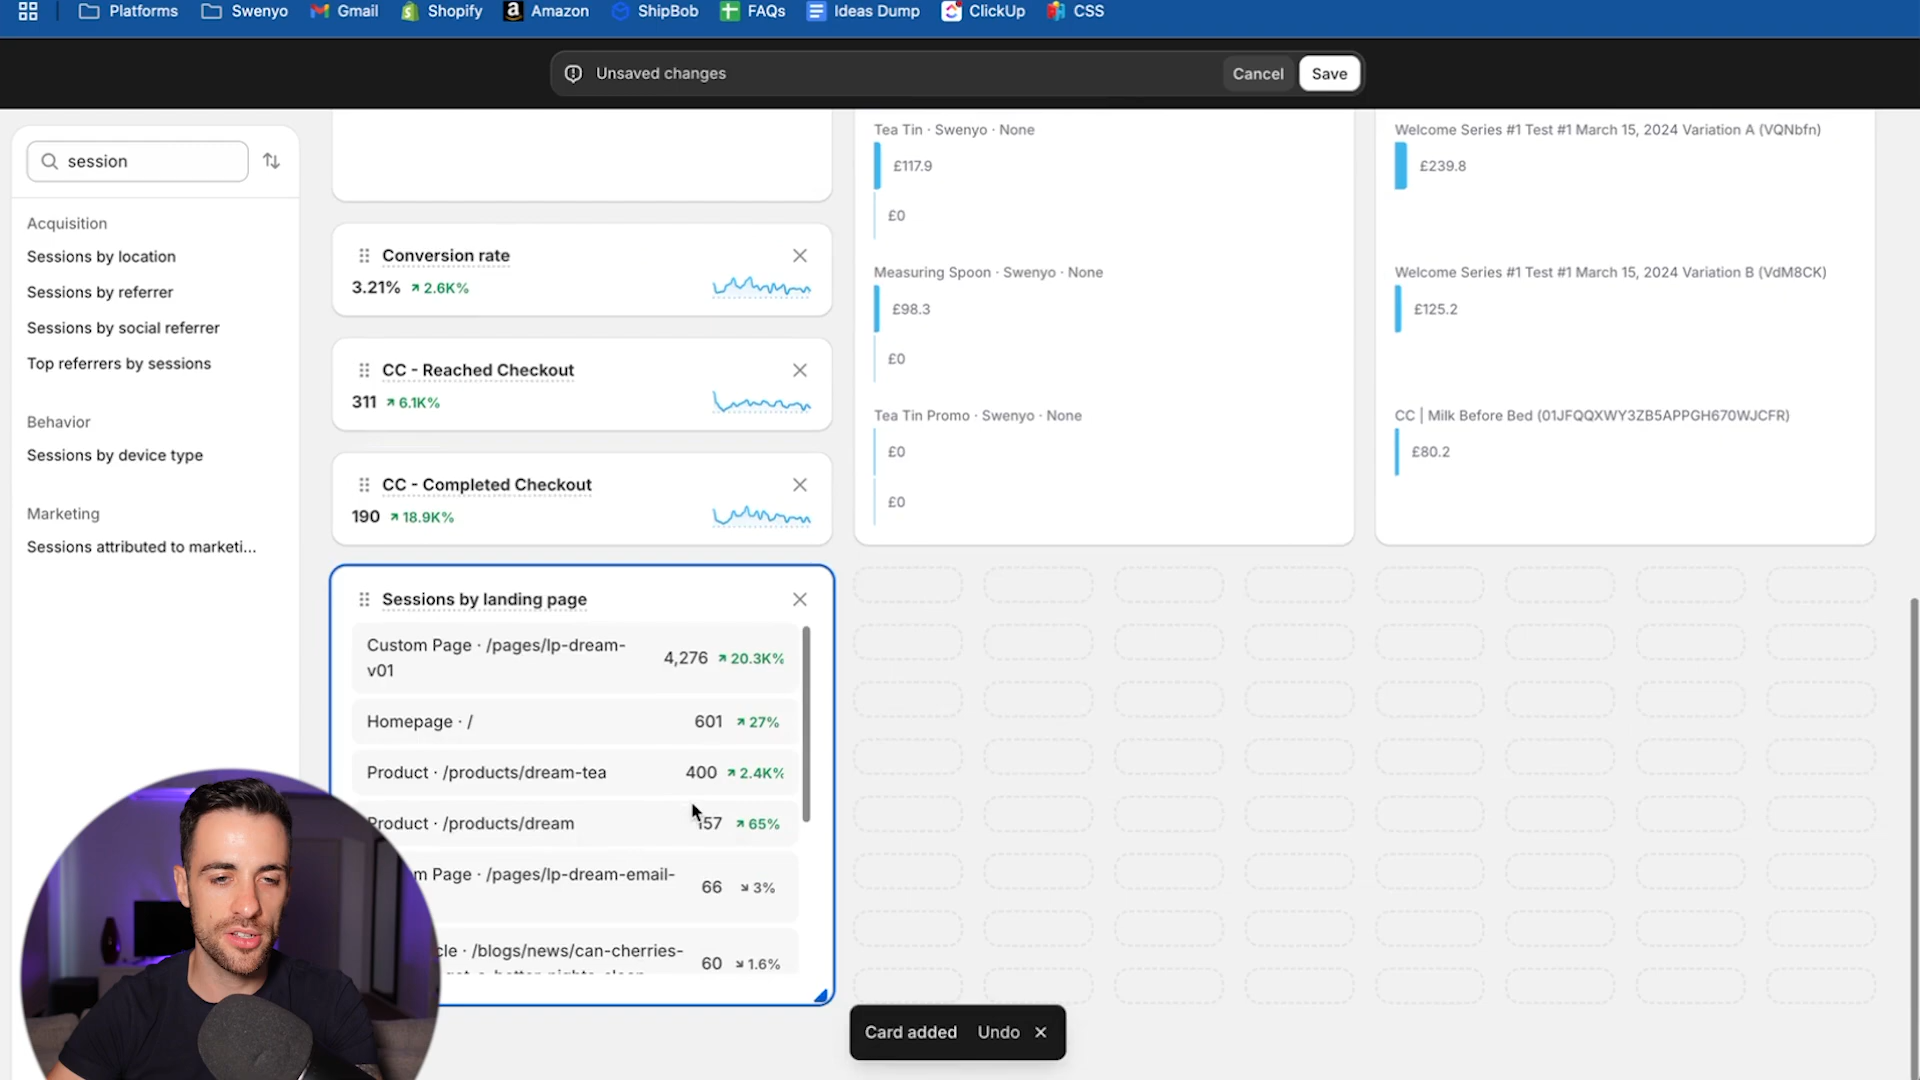 Platforms
Swenyo
Gmail
Shopify
Amazon
ShipBob
FAQs
Ideas Dump
ClickUp
CSS
Unsaved changes
Cancel
Save
session
Acquisition
Sessions by location
Sessions by referrer
Sessions by social referrer
Top referrers by sessions
Behavior
Sessions by device type
Marketing
Sessions attributed to marketi...
Conversion rate
3.21% 2.6K%
CC - Reached Checkout
311 6.1K%
CC - Completed Checkout
190 18.9K%
Sessions by landing page
Custom Page · /pages/lp-dream-
v01
4,276 20.3K%
Homepage · / 601 27%
Product · /products/dream-tea 400 2.4K%
Product · /products/dream 157 65%
m Page · /pages/lp-dream-email-
66 3%
cle · /blogs/news/can-cherries-
60 1.6%
Tea Tin · Swenyo · None
£117.9
£0
Measuring Spoon · Swenyo · None
£98.3
£0
Tea Tin Promo · Swenyo · None
£0
£0
Welcome Series #1 Test #1 March 15, 2024 Variation A (VQNbfn)
£239.8
Welcome Series #1 Test #1 March 15, 2024 Variation B (VdM8CK)
£125.2
CC | Milk Before Bed (01JFQQXWY3ZB5APPGH670WJCFR)
£80.2
Card added Undo